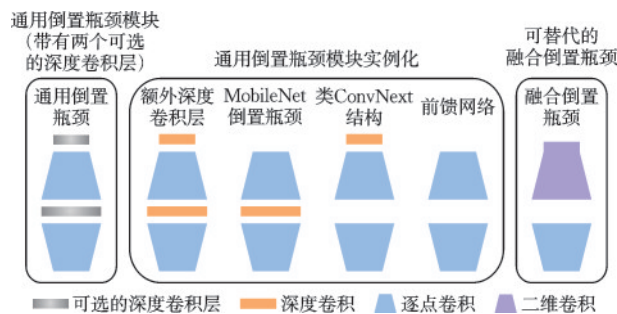 通用倒置瓶颈模块
(带有两个可选
的深度卷积层)
通用倒置瓶颈模块实例化
可替代的
融合倒置瓶颈
通用倒置
瓶颈
额外深度
卷积层
MobileNet
倒置瓶颈
类ConvNext
结构
前馈网络
融合倒置
瓶颈
可选的深度卷积层
深度卷积
逐点卷积
二维卷积